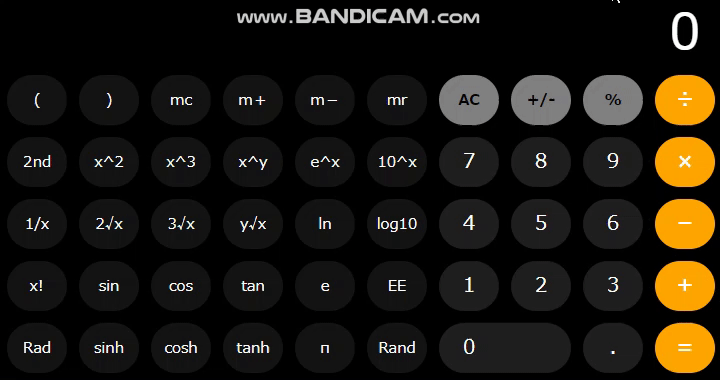 www.BANDICAM.com
0
( ) mc m+ m− mr AC +/- % ÷
2nd x^2 x^3 x^y e^x 10^x 7 8 9 ×
1/x 2√x 3√x y√x ln log10 4 5 6 −
x! sin cos tan e EE 1 2 3 +
Rad sinh cosh tanh п Rand 0 . =